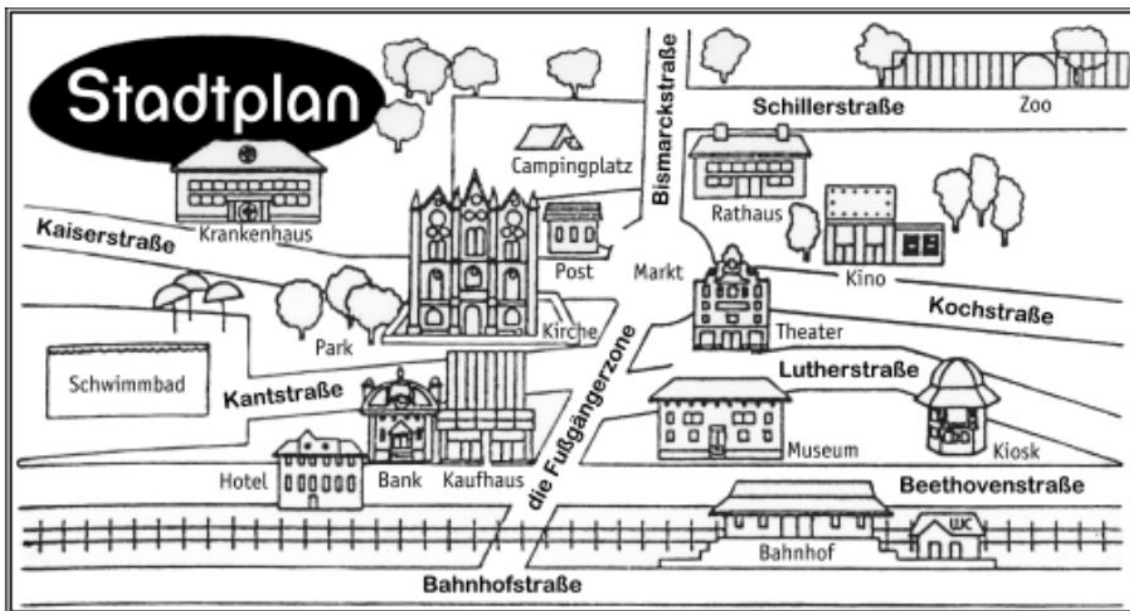 Stadtplan
Bismarckstraße
Schillerstraße
Zoo
Campingplatz
Rathaus
Kaiserstraße
Krankenhaus
Post
Markt
Kino
Kochstraße
Kirche
Theater
Park
Schwimmbad
Kantstraße
Lutherstraße
die Fußgängerzone
Hotel
Bank
Kaufhaus
Museum
Kiosk
Beethovenstraße
WC
Bahnhof
Bahnhofstraße